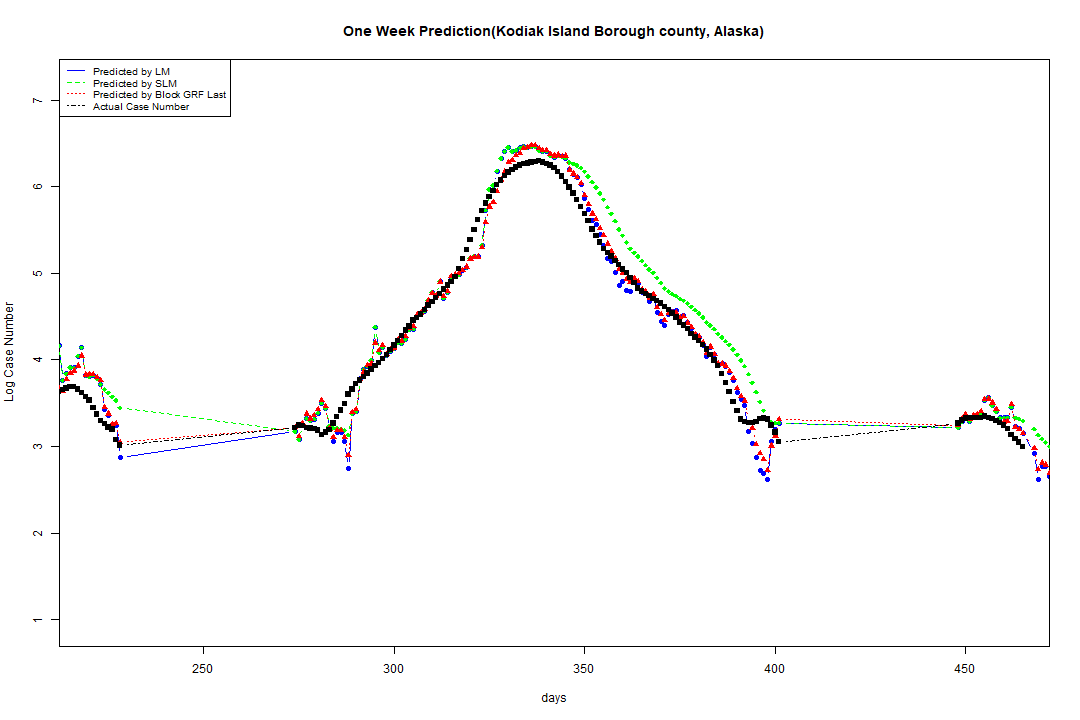 One Week Prediction(Kodiak Island Borough county, Alaska)
Predicted by LM
Predicted by SLM
Predicted by Block GRF Last
Actual Case Number
7
6
5
4
3
2
1
Log Case Number
250 300 350 400 450
days